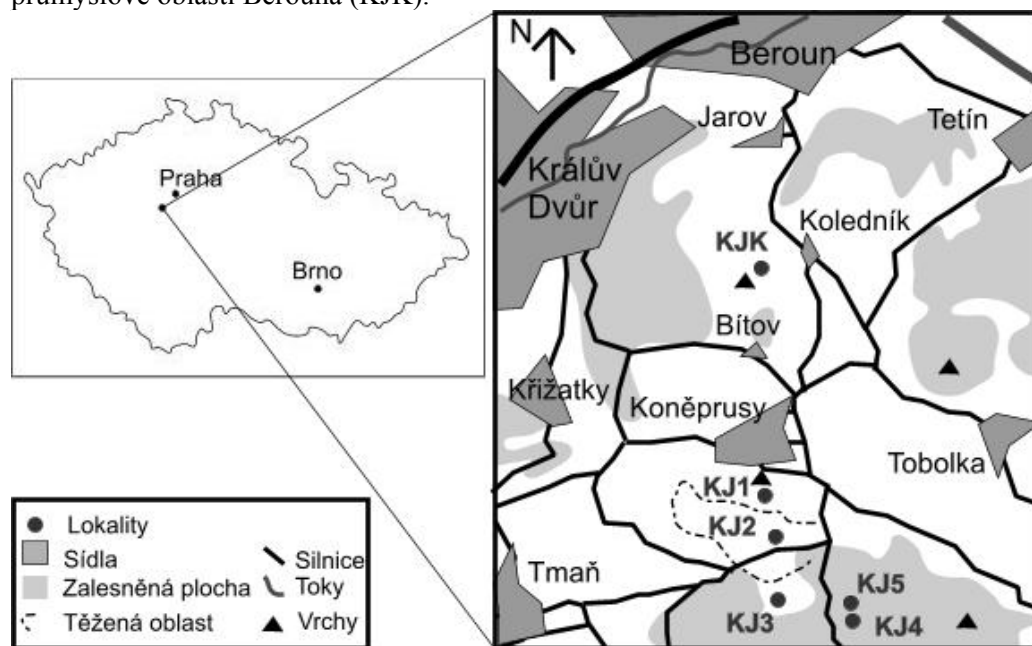 průmyslové oblasti Berouna (KJK).
N
Beroun
Jarov
Tetín
Králův
Dvůr
Koledník
KJK
Bítov
Křižatky
Koněprusy
Tobolka
KJ1
KJ2
Tmaň
KJ5
KJ3
KJ4
Praha
Brno
Lokality
Sídla
Silnice
Zalesněná plocha
Toky
Těžená oblast
Vrchy